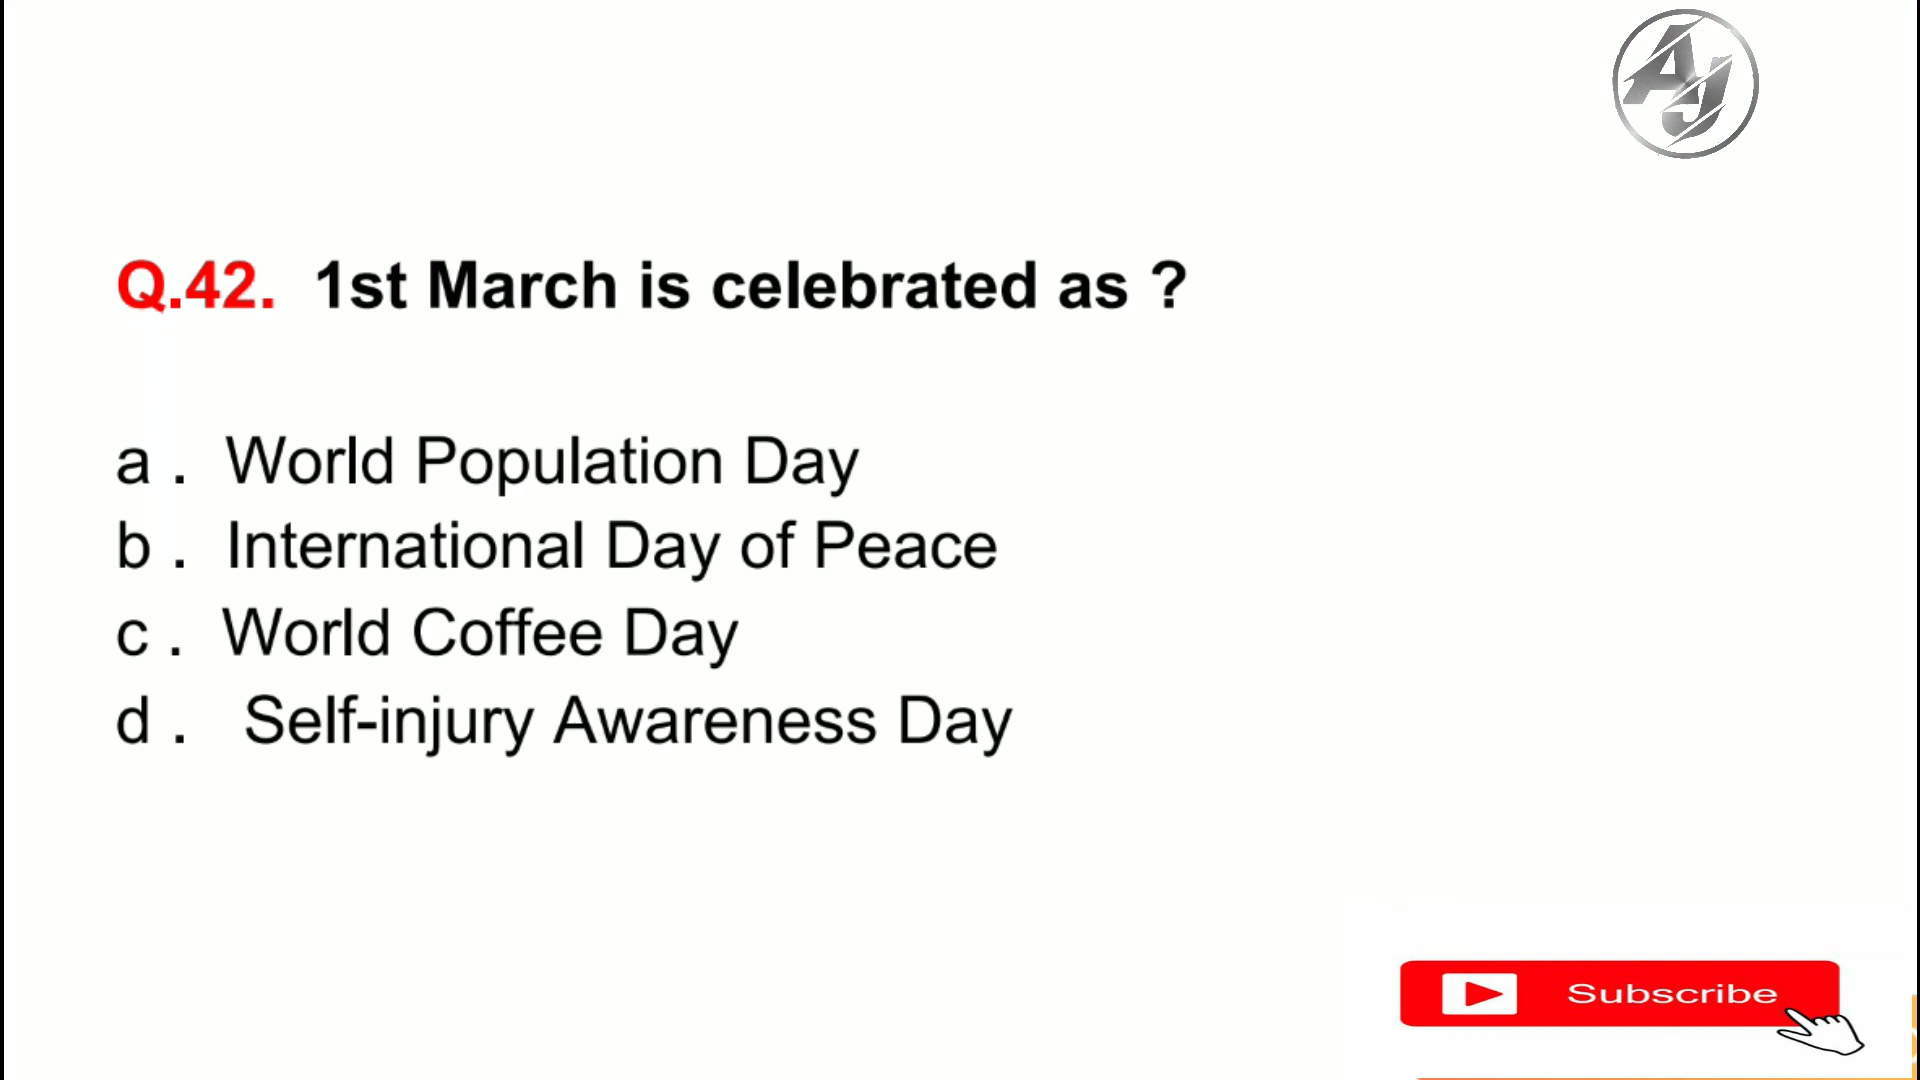 AJ
Q.42. 1st March is celebrated as ?
a . World Population Day
b . International Day of Peace
c . World Coffee Day
d . Self-injury Awareness Day
Subscribe